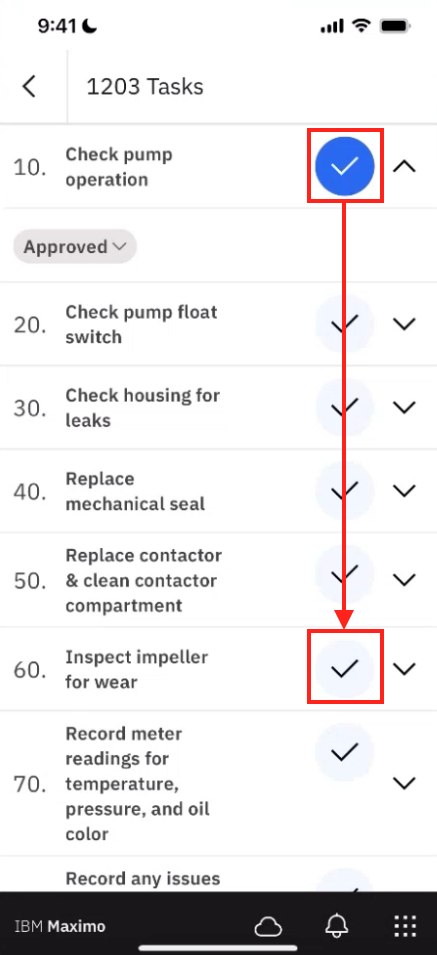 9:41
1203 Tasks
10. Check pump
operation
Approved
20. Check pump float
switch
30. Check housing for
leaks
40. Replace
mechanical seal
50. Replace contactor
& clean contactor
compartment
60. Inspect impeller
for wear
70. Record meter
readings for
temperature,
pressure, and oil
color
Record any issues
IBM Maximo